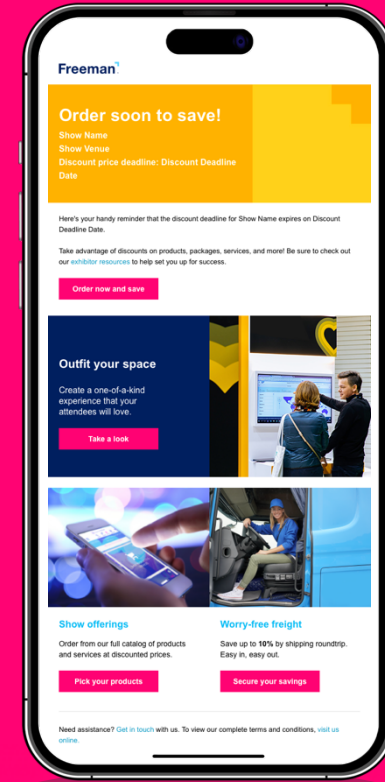 Freeman
Order soon to save!
Show Name
Show Venue
Discount price deadline: Discount Deadline
Date
Here's your handy reminder that the discount deadline for Show Name expires on Discount
Deadline Date.
Take advantage of discounts on products, packages, services, and more! Be sure to check out
our exhibitor resources to help set you up for success.
Order now and save
Outfit your space
Create a one-of-a-kind
experience that your
attendees will love.
Take a look
Show offerings
Order from our full catalog of products
and services at discounted prices.
Pick your products
Worry-free freight
Save up to 10% by shipping roundtrip.
Easy in, easy out.
Secure your savings
Need assistance? Get in touch with us. To view our complete terms and conditions, visit us
online.